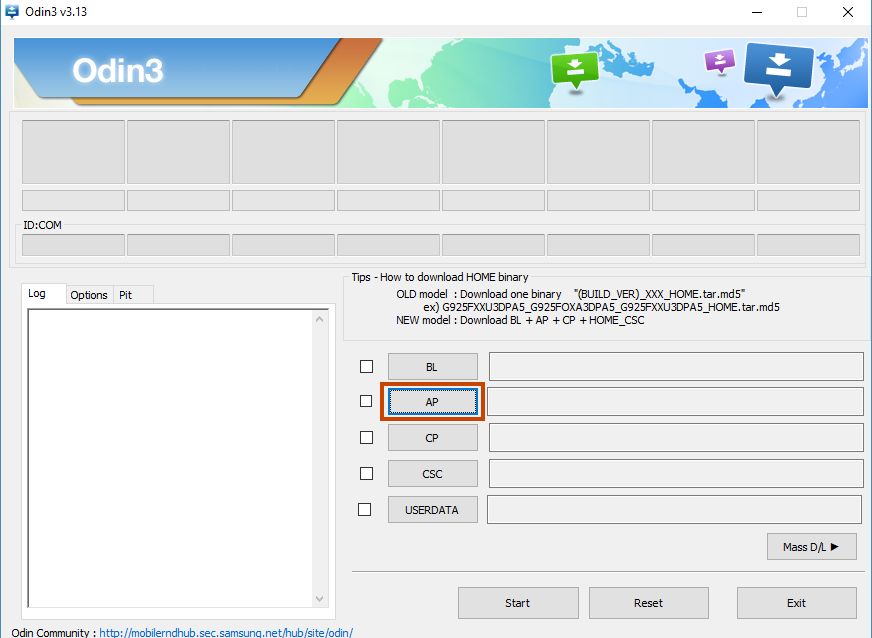 Odin3 v3.13
Odin3
ID:COM
Log
Options
Pit
Tips - How to download HOME binary
OLD model : Download one binary "(BUILD_VER)_XXX_HOME.tar.md5"
ex) G925FXXU3DPA5_G925FOXA3DPA5_G925FXXU3DPA5_HOME.tar.md5
NEW model : Download BL + AP + CP + HOME_CSC
BL
AP
CP
CSC
USERDATA
Mass D/L ►
Start
Reset
Exit
Odin Community : http://mobilerndhub.sec.samsung.net/hub/site/odin/